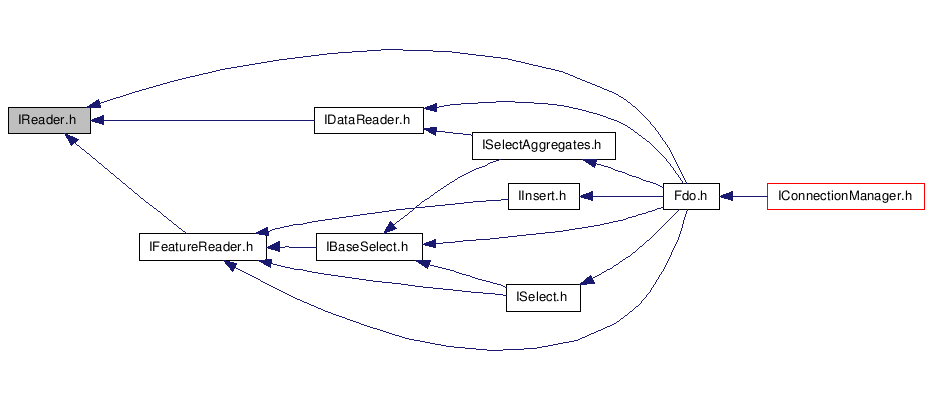 IReader.h
IDataReader.h
ISelectAggregates.h
IInsert.h
Fdo.h
IConnectionManager.h
IFeatureReader.h
IBaseSelect.h
ISelect.h